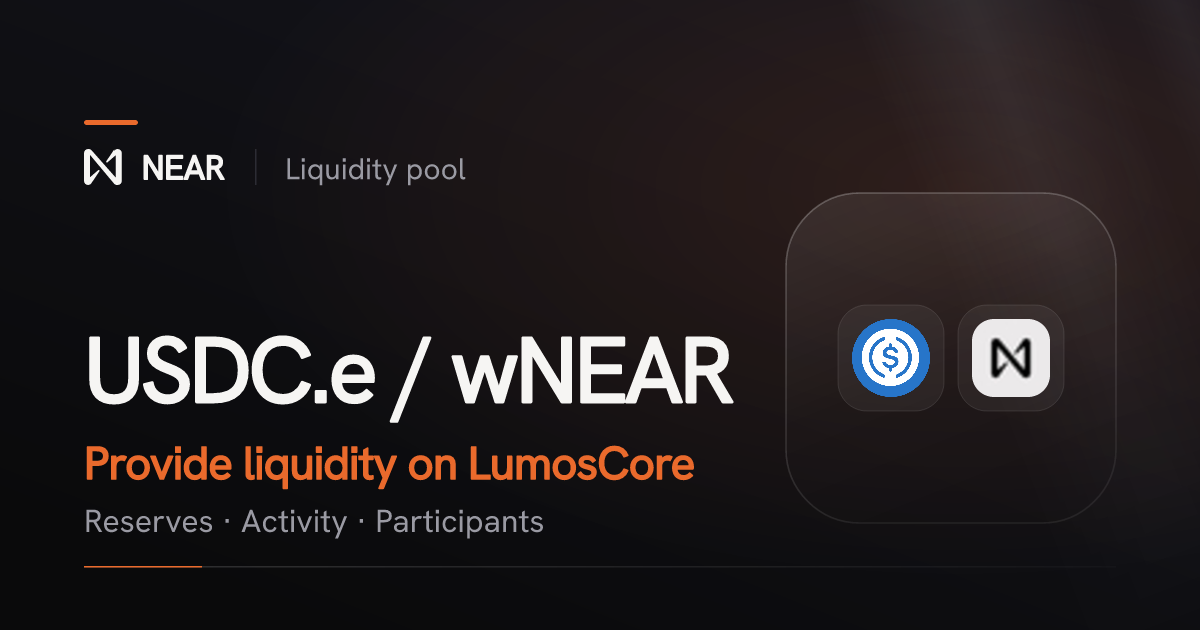 NEAR
Liquidity pool
USDC.e / wNEAR
Provide liquidity on LumosCore
Reserves · Activity · Participants